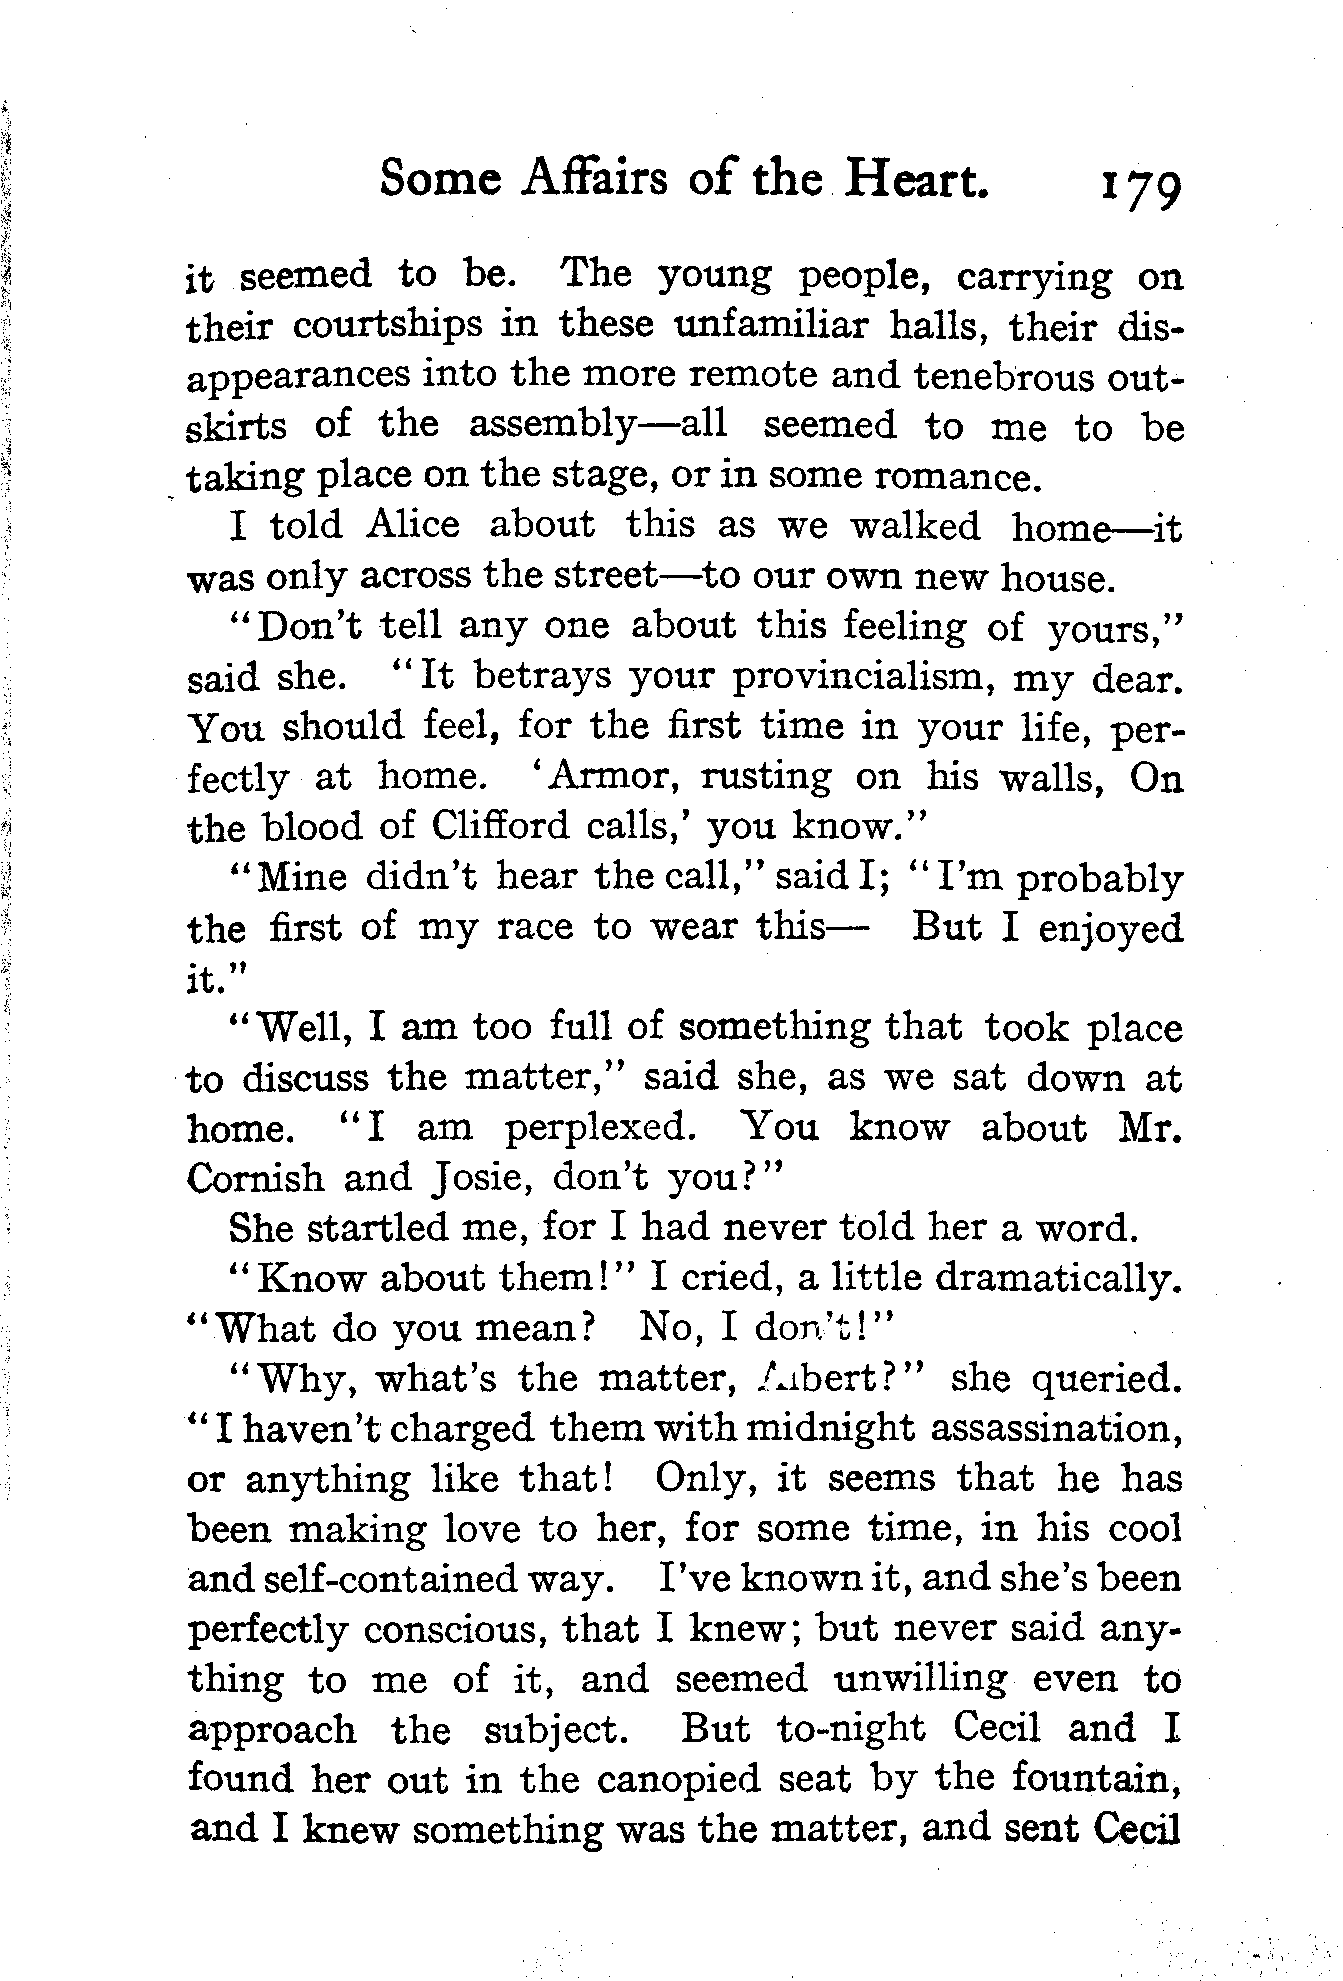 Some Affairs of the Heart. 179
it seemed to be. The young people, carrying on
their courtships in these unfamiliar halls, their dis-
appearances into the more remote and tenebrous out-
skirts of the assembly—all seemed to me to be
taking place on the stage, or in some romance.
I told Alice about this as we walked home—it
was only across the street—to our own new house.
"Don't tell any one about this feeling of yours,"
said she. "It betrays your provincialism, my dear.
You should feel, for the first time in your life, per-
fectly at home. 'Armor, rusting on his walls, On
the blood of Clifford calls,' you know."
"Mine didn't hear the call," said I; "I'm probably
the first of my race to wear this— But I enjoyed
it."
"Well, I am too full of something that took place
to discuss the matter," said she, as we sat down at
home. "I am perplexed. You know about Mr.
Cornish and Josie, don't you?"
She startled me, for I had never told her a word.
"Know about them!" I cried, a little dramatically.
"What do you mean? No, I don't!"
"Why, what's the matter, Albert?" she queried.
"I haven't charged them with midnight assassination,
or anything like that! Only, it seems that he has
been making love to her, for some time, in his cool
and self-contained way. I've known it, and she's been
perfectly conscious, that I knew; but never said any-
thing to me of it, and seemed unwilling even to
approach the subject. But to-night Cecil and I
found her out in the canopied seat by the fountain,
and I knew something was the matter, and sent Cecil